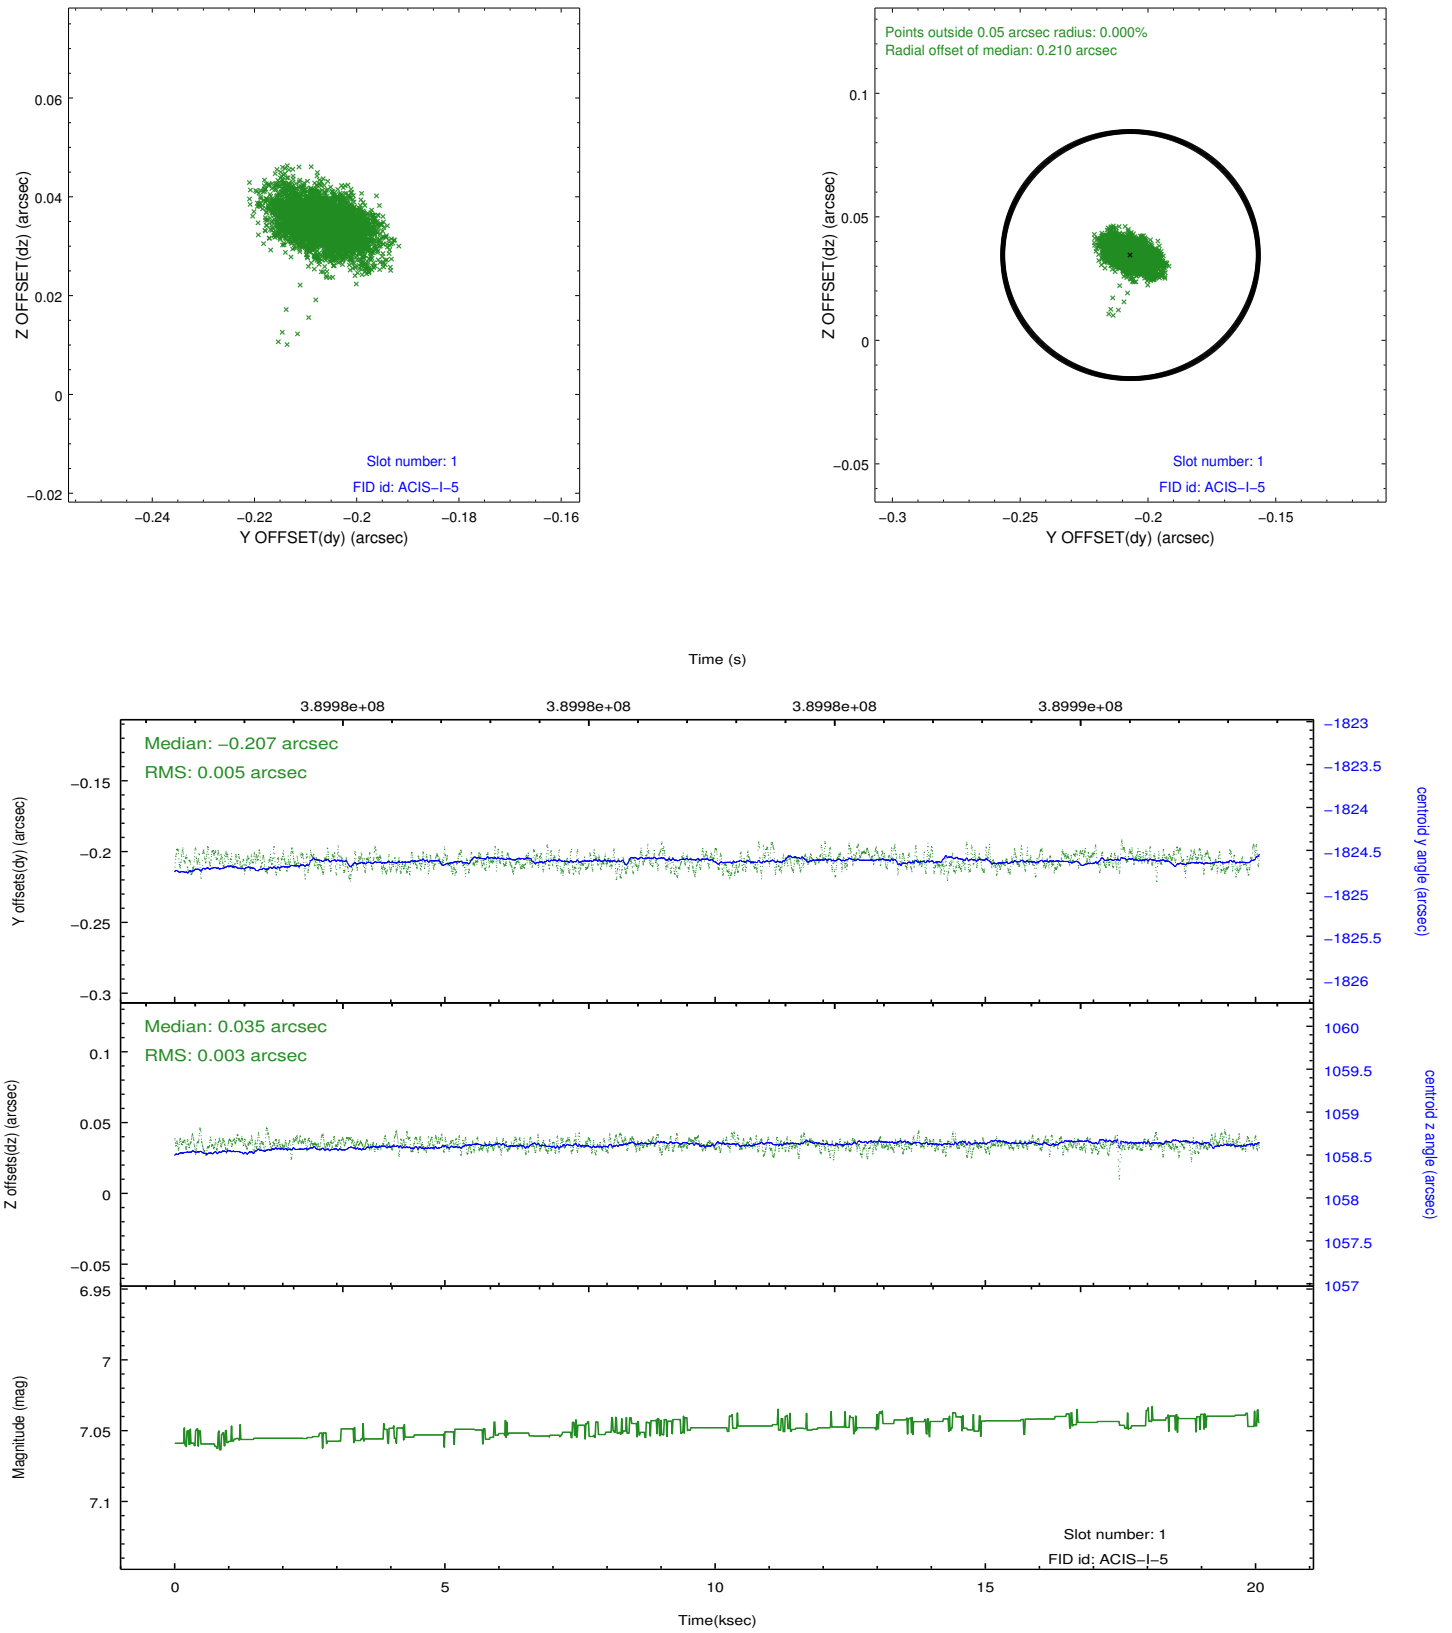 0.06
0.04
0.02
0
−0.02
Z OFFSET(dz) (arcsec)
Slot number: 1
FID id: ACIS−I−5
−0.24 −0.22 −0.2 −0.18 −0.16
Y OFFSET(dy) (arcsec)
Points outside 0.05 arcsec radius: 0.000%
Radial offset of median: 0.210 arcsec
0.1
0.05
0
−0.05
Z OFFSET(dz) (arcsec)
Slot number: 1
FID id: ACIS−I−5
−0.3 −0.25 −0.2 −0.15
Y OFFSET(dy) (arcsec)
Time (s)
3.8998e+08 3.8998e+08 3.8998e+08 3.8999e+08
Median: −0.207 arcsec
RMS: 0.005 arcsec
−0.15
−0.2
−0.25
−0.3
Y offsets(dy) (arcsec)
−1823
−1823.5
−1824
−1824.5
−1825
−1825.5
−1826
centroid y angle (arcsec)
Median: 0.035 arcsec
RMS: 0.003 arcsec
0.1
0.05
0
−0.05
Z offsets(dz) (arcsec)
1060
1059.5
1059
1058.5
1058
1057.5
1057
centroid z angle (arcsec)
6.95
7
7.05
7.1
Magnitude (mag)
Slot number: 1
FID id: ACIS−I−5
0 5 10 15 20
Time(ksec)